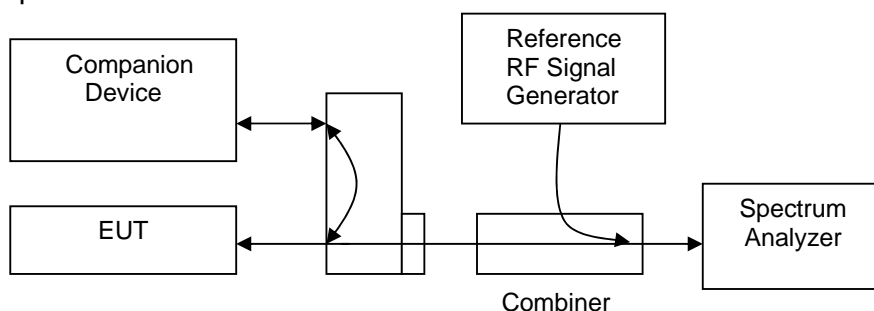 Companion
Device
Reference
RF Signal
Generator
EUT
Spectrum
Analyzer
Combiner